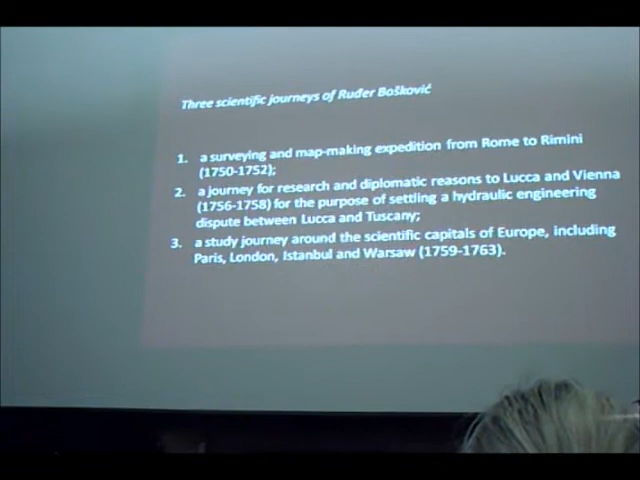 Three scientific journeys of Ruđer Bošković
1. a surveying and map-making expedition from Rome to Rimini
(1750-1752);
2. a journey for research and diplomatic reasons to Lucca and Vienna
(1756-1758) for the purpose of settling a hydraulic engineering
dispute between Lucca and Tuscany;
3. a study journey around the scientific capitals of Europe, including
Paris, London, Istanbul and Warsaw (1759-1763).